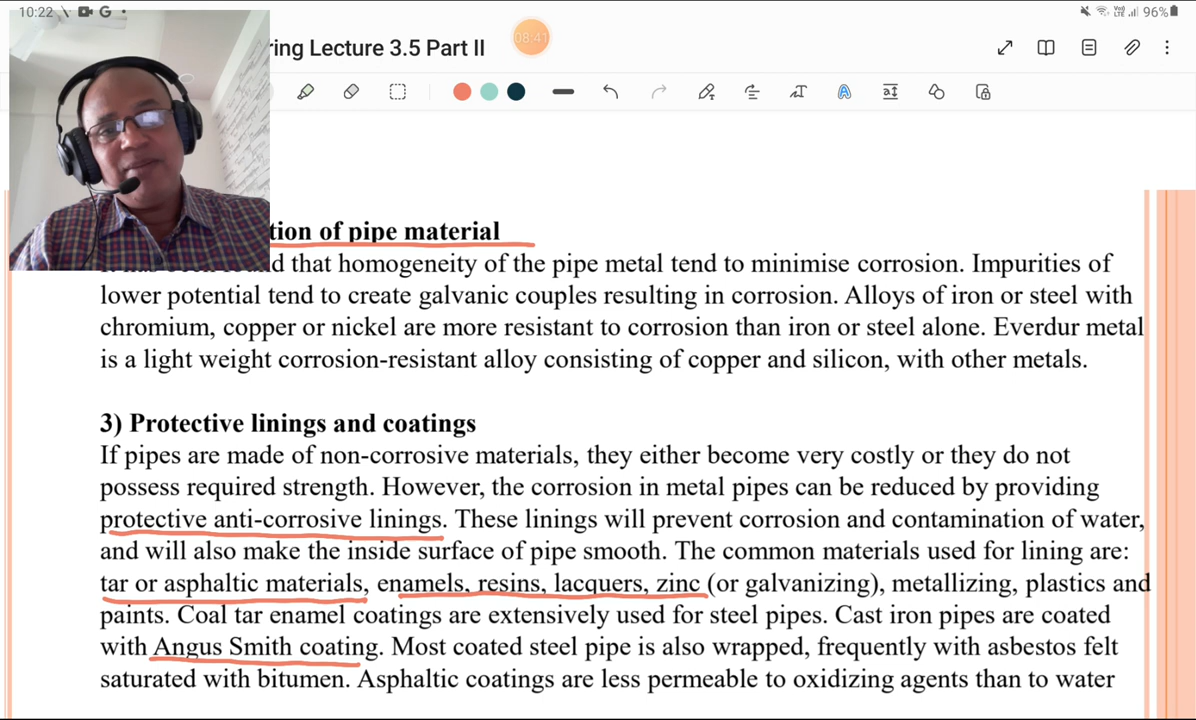 10:22
VoD LTE 96%
ring Lecture 3.5 Part II
08:41
tion of pipe material
d that homogeneity of the pipe metal tend to minimise corrosion. Impurities of
lower potential tend to create galvanic couples resulting in corrosion. Alloys of iron or steel with
chromium, copper or nickel are more resistant to corrosion than iron or steel alone. Everdur metal
is a light weight corrosion-resistant alloy consisting of copper and silicon, with other metals.
3) Protective linings and coatings
If pipes are made of non-corrosive materials, they either become very costly or they do not
possess required strength. However, the corrosion in metal pipes can be reduced by providing
protective anti-corrosive linings. These linings will prevent corrosion and contamination of water,
and will also make the inside surface of pipe smooth. The common materials used for lining are:
tar or asphaltic materials, enamels, resins, lacquers, zinc (or galvanizing), metallizing, plastics and
paints. Coal tar enamel coatings are extensively used for steel pipes. Cast iron pipes are coated
with Angus Smith coating. Most coated steel pipe is also wrapped, frequently with asbestos felt
saturated with bitumen. Asphaltic coatings are less permeable to oxidizing agents than to water